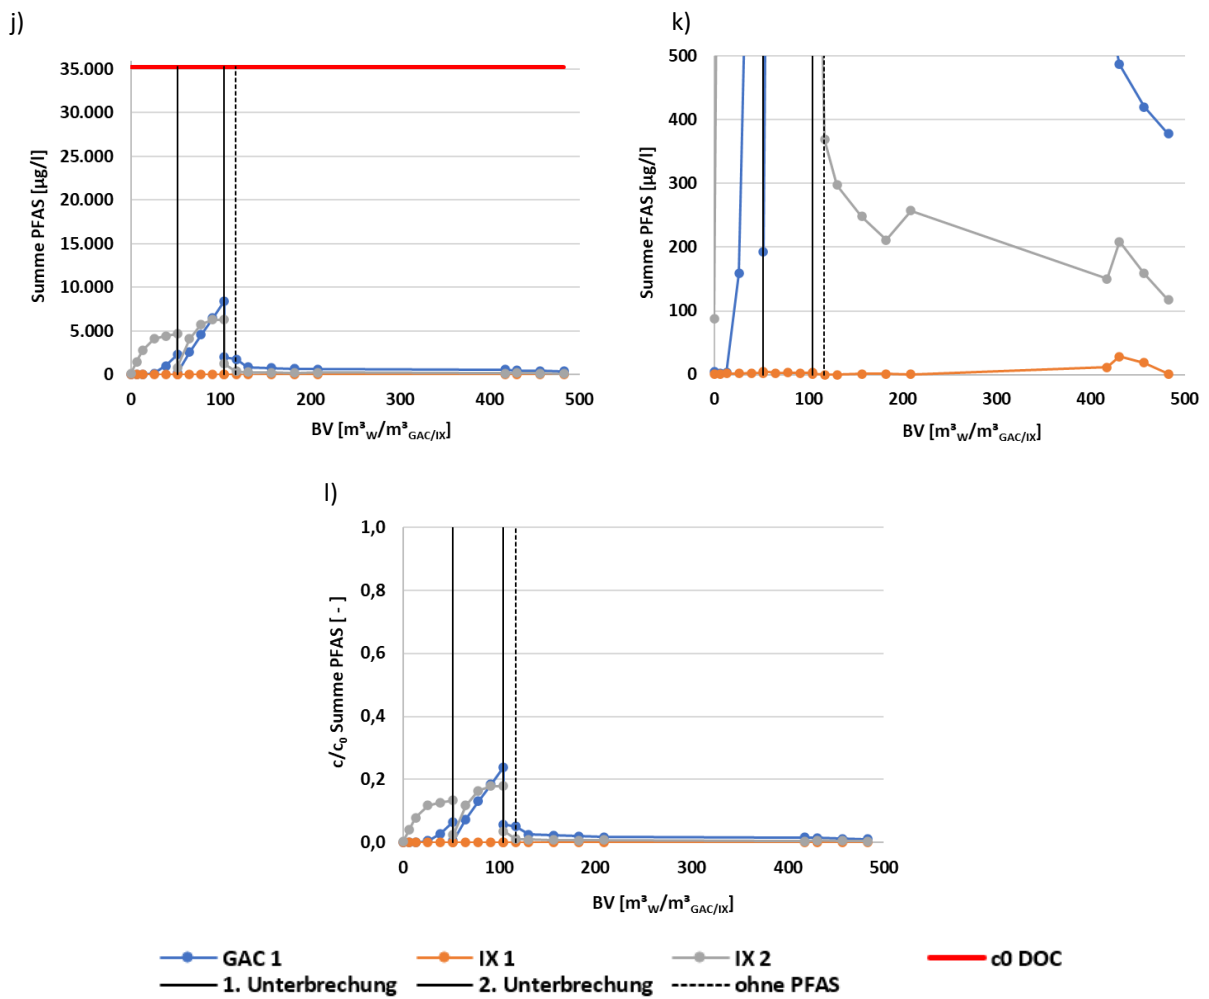 j)
35.000
30.000
25.000
20.000
15.000
10.000
5.000
0
Summe PFAS [µg/l]
0 100 200 300 400 500
BV [m³W/m³GAC/IX]
k)
500
400
300
200
100
0
Summe PFAS [µg/l]
0 100 200 300 400 500
BV [m³W/m³GAC/IX]
l)
1,0
0,8
0,6
0,4
0,2
0,0
c/c0 Summe PFAS [ - ]
0 100 200 300 400 500
BV [m³W/m³GAC/IX]
GAC 1 IX 1 IX 2 c0 DOC
1. Unterbrechung 2. Unterbrechung ohne PFAS